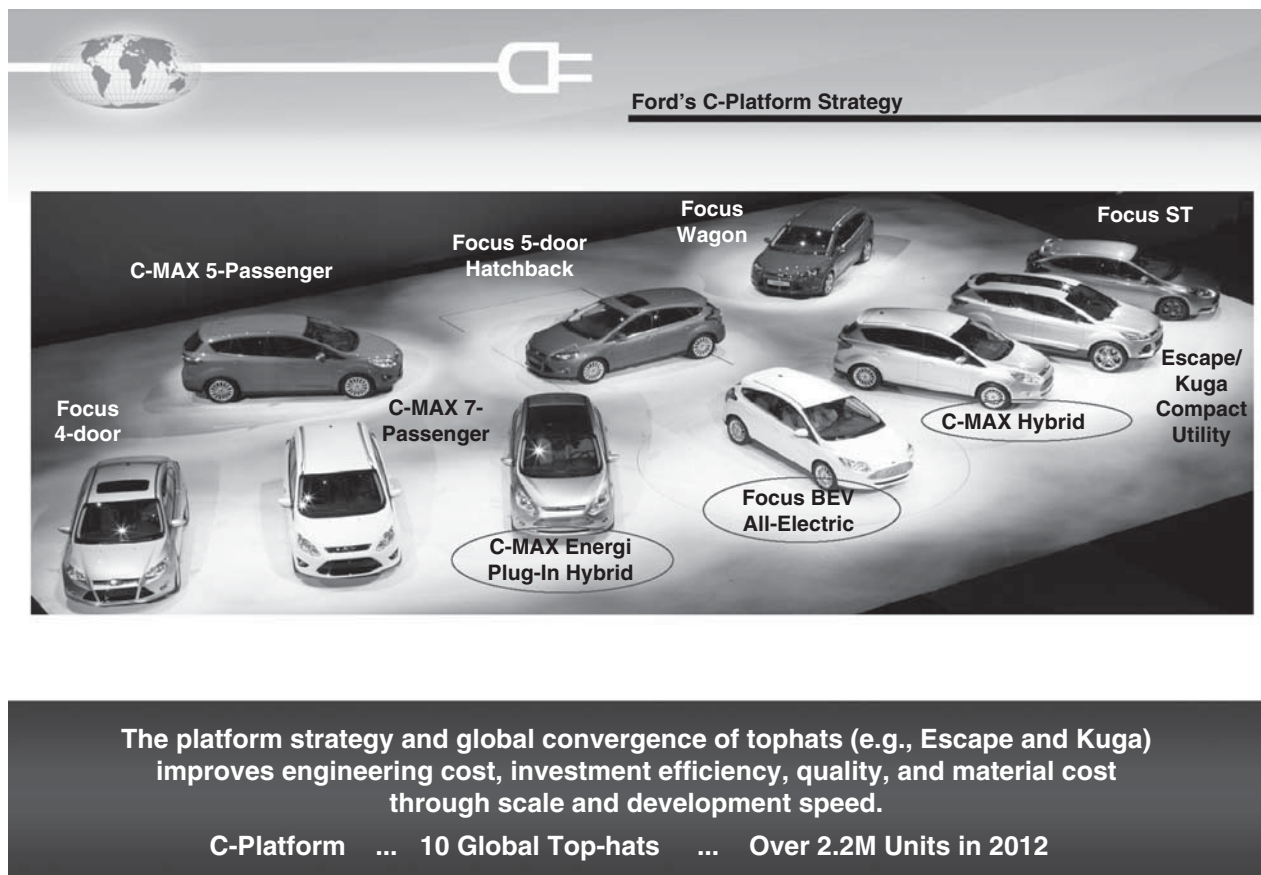 Ford's C-Platform Strategy
Focus
Wagon
Focus ST
Focus 5-door
Hatchback
C-MAX 5-Passenger
Escape/
Kuga
Compact
Utility
Focus
4-door
C-MAX 7-
Passenger
C-MAX Hybrid
Focus BEV
All-Electric
C-MAX Energi
Plug-In Hybrid
The platform strategy and global convergence of tophats (e.g., Escape and Kuga)
improves engineering cost, investment efficiency, quality, and material cost
through scale and development speed.
C-Platform ... 10 Global Top-hats ... Over 2.2M Units in 2012